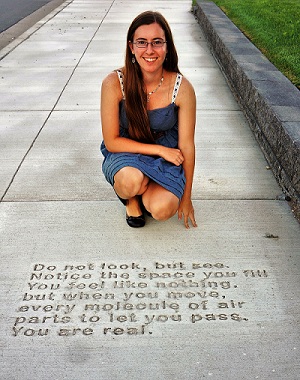 Do not look, but see.
Notice the space you fill
You feel like nothing,
but when you move,
every molecule of air
parts to let you pass.
You are real.